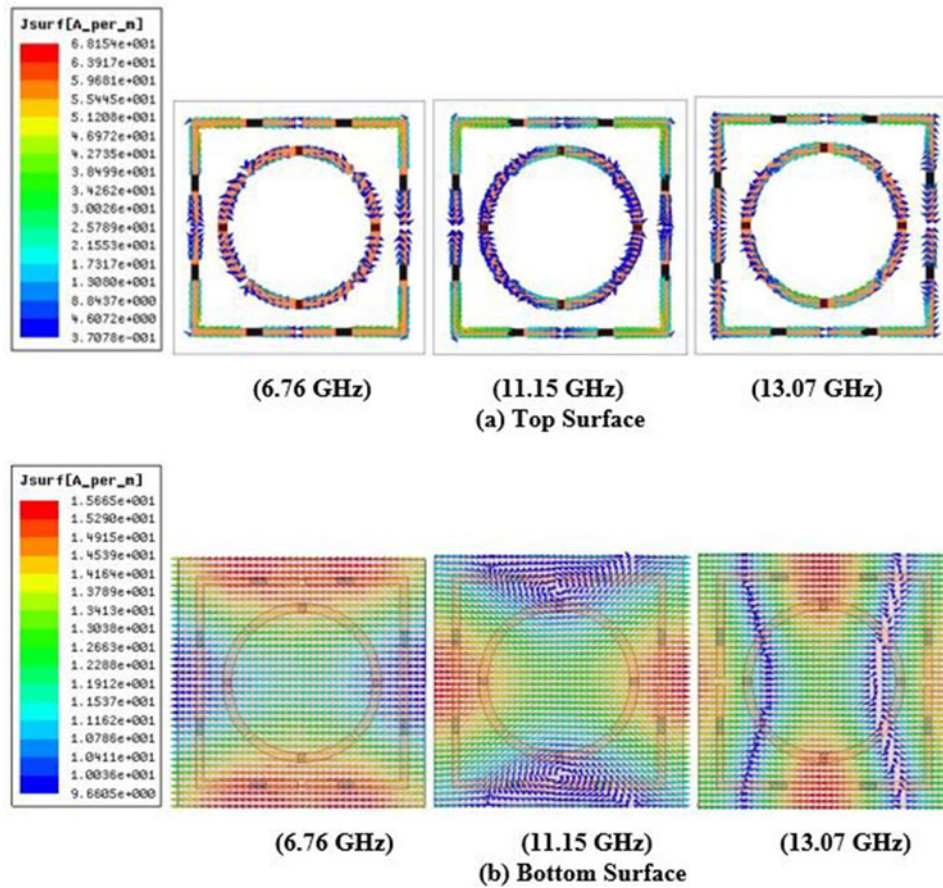 Jsurf[A_per_m]
6.8154e+001
6.3917e+001
5.9681e+001
5.5445e+001
5.1208e+001
4.6972e+001
4.2735e+001
3.8499e+001
3.4262e+001
3.0026e+001
2.5789e+001
2.1553e+001
1.7317e+001
1.3080e+001
8.8437e+000
4.6072e+000
3.7078e-001
(6.76 GHz) (11.15 GHz) (13.07 GHz)
(a) Top Surface
Jsurf[A_per_m]
1.5665e+001
1.5290e+001
1.4915e+001
1.4539e+001
1.4164e+001
1.3789e+001
1.3413e+001
1.3038e+001
1.2663e+001
1.2288e+001
1.1912e+001
1.1537e+001
1.1162e+001
1.0786e+001
1.0411e+001
1.0036e+001
9.6605e+000
(6.76 GHz) (11.15 GHz) (13.07 GHz)
(b) Bottom Surface